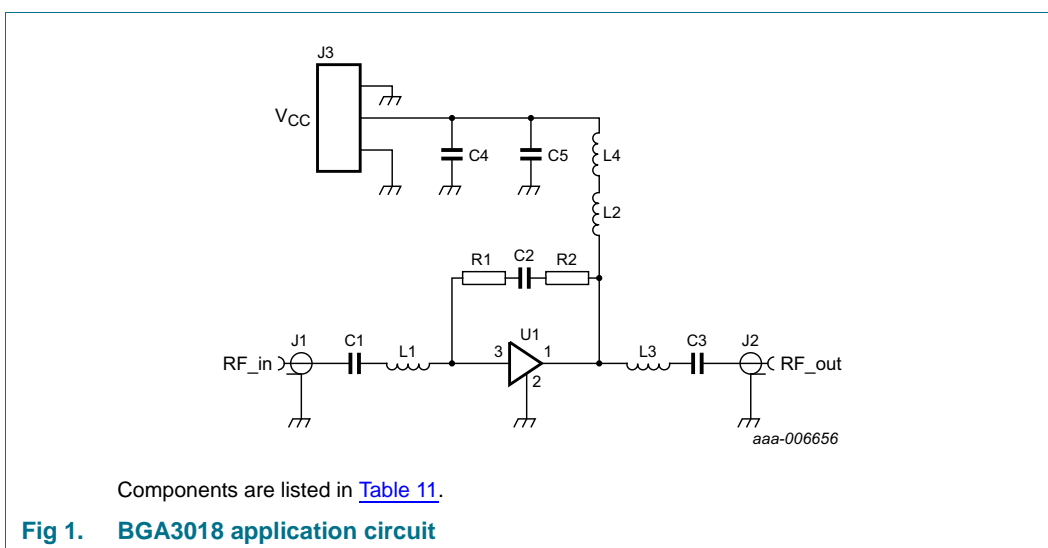 J3
VCC
C4
C5
L4
L2
R1
C2
R2
U1
J1
C1
L1
3
1
2
L3
C3
J2
RF_in
RF_out
aaa-006656
Components are listed in Table 11.
Fig 1. BGA3018 application circuit